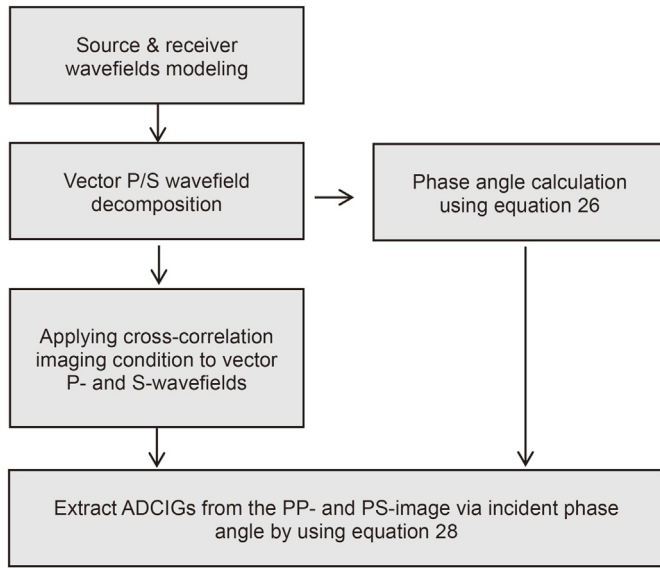 Source & receiver
wavefields modeling
Vector P/S wavefield
decomposition
Phase angle calculation
using equation 26
Applying cross-correlation
imaging condition to vector
P- and S-wavefields
Extract ADCIGs from the PP- and PS-image via incident phase
angle by using equation 28